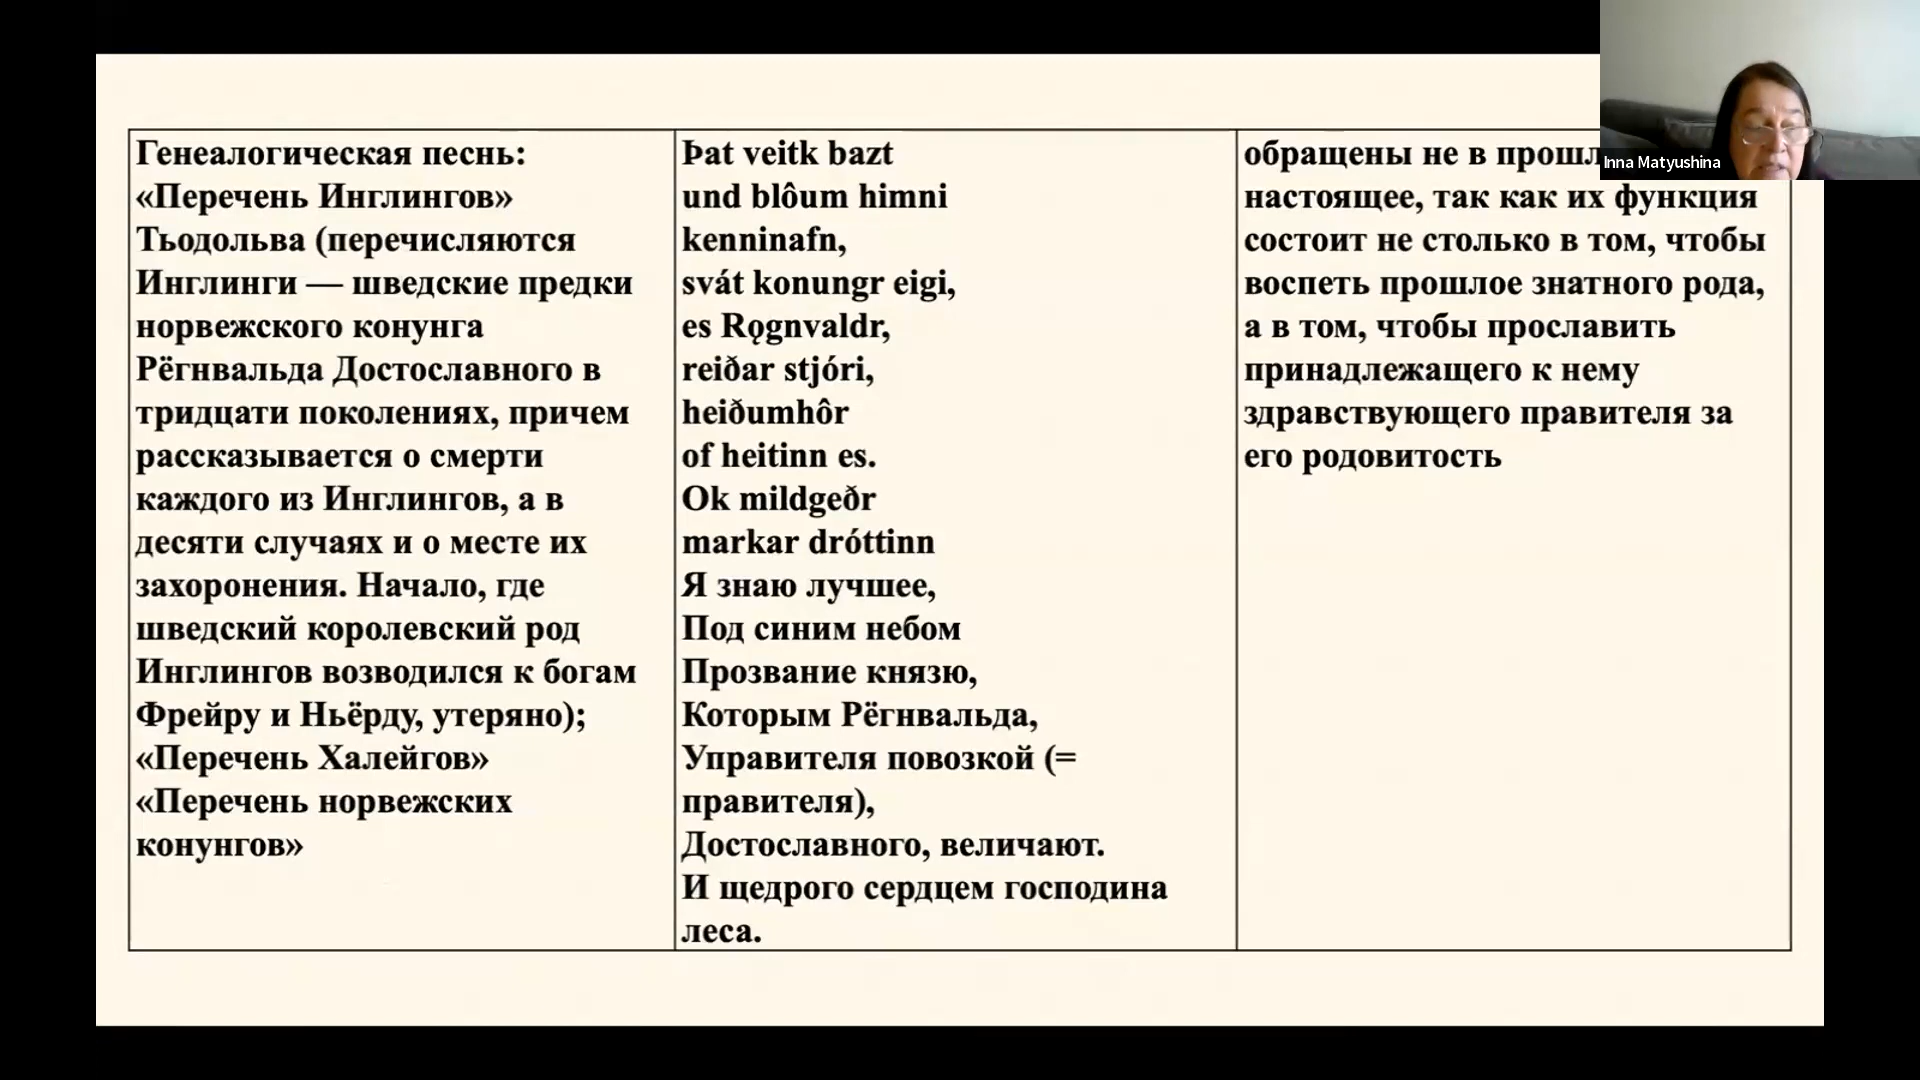 Генеалогическая песнь:
«Перечень Инглингов»
Тьодольва (перечисляются
Инглинги — шведские предки
норвежского конунга
Рёгнвальда Достославного в
тридцати поколениях, причем
рассказывается о смерти
каждого из Инглингов, а в
десяти случаях и о месте их
захоронения. Начало, где
шведский королевский род
Инглингов возводился к богам
Фрейру и Ньёрду, утеряно);
«Перечень Халейгов»
«Перечень норвежских
конунгов»
Þat veitk bazt
und blôum himni
kenninafn,
svát konungr eigi,
es Rǫgnvaldr,
reiðar stjóri,
heiðumhôr
of heitinn es.
Ok mildgeðr
markar dróttinn
Я знаю лучшее,
Под синим небом
Прозвание князю,
Которым Рёгнвальда,
Управителя повозкой (=
правителя),
Достославного, величают.
И щедрого сердцем господина
леса.
обращены не в
настоящее, так как их функция
состоит не столько в том, чтобы
воспеть прошлое знатного рода,
а в том, чтобы прославить
принадлежащего к нему
здравствующего правителя за
его родовитость
Inna Matyushina